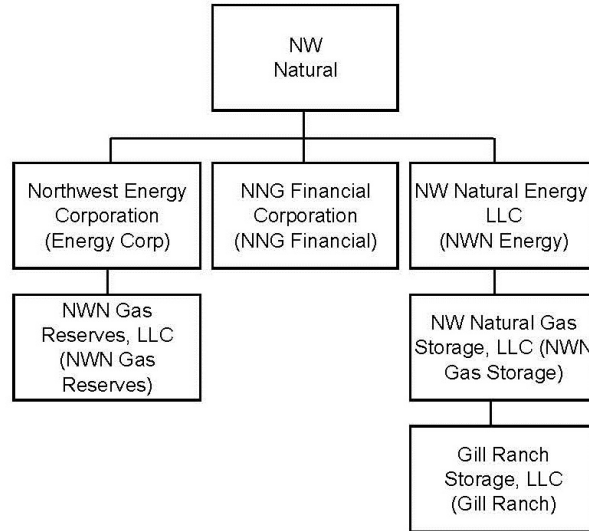 NW
Natural
Northwest Energy
Corporation
(Energy Corp)
NNG Financial
Corporation
(NNG Financial)
NW Natural Energy
LLC
(NWN Energy)
NWN Gas
Reserves, LLC
(NWN Gas
Reserves)
NW Natural Gas
Storage, LLC (NWN
Gas Storage)
Gill Ranch
Storage, LLC
(Gill Ranch)